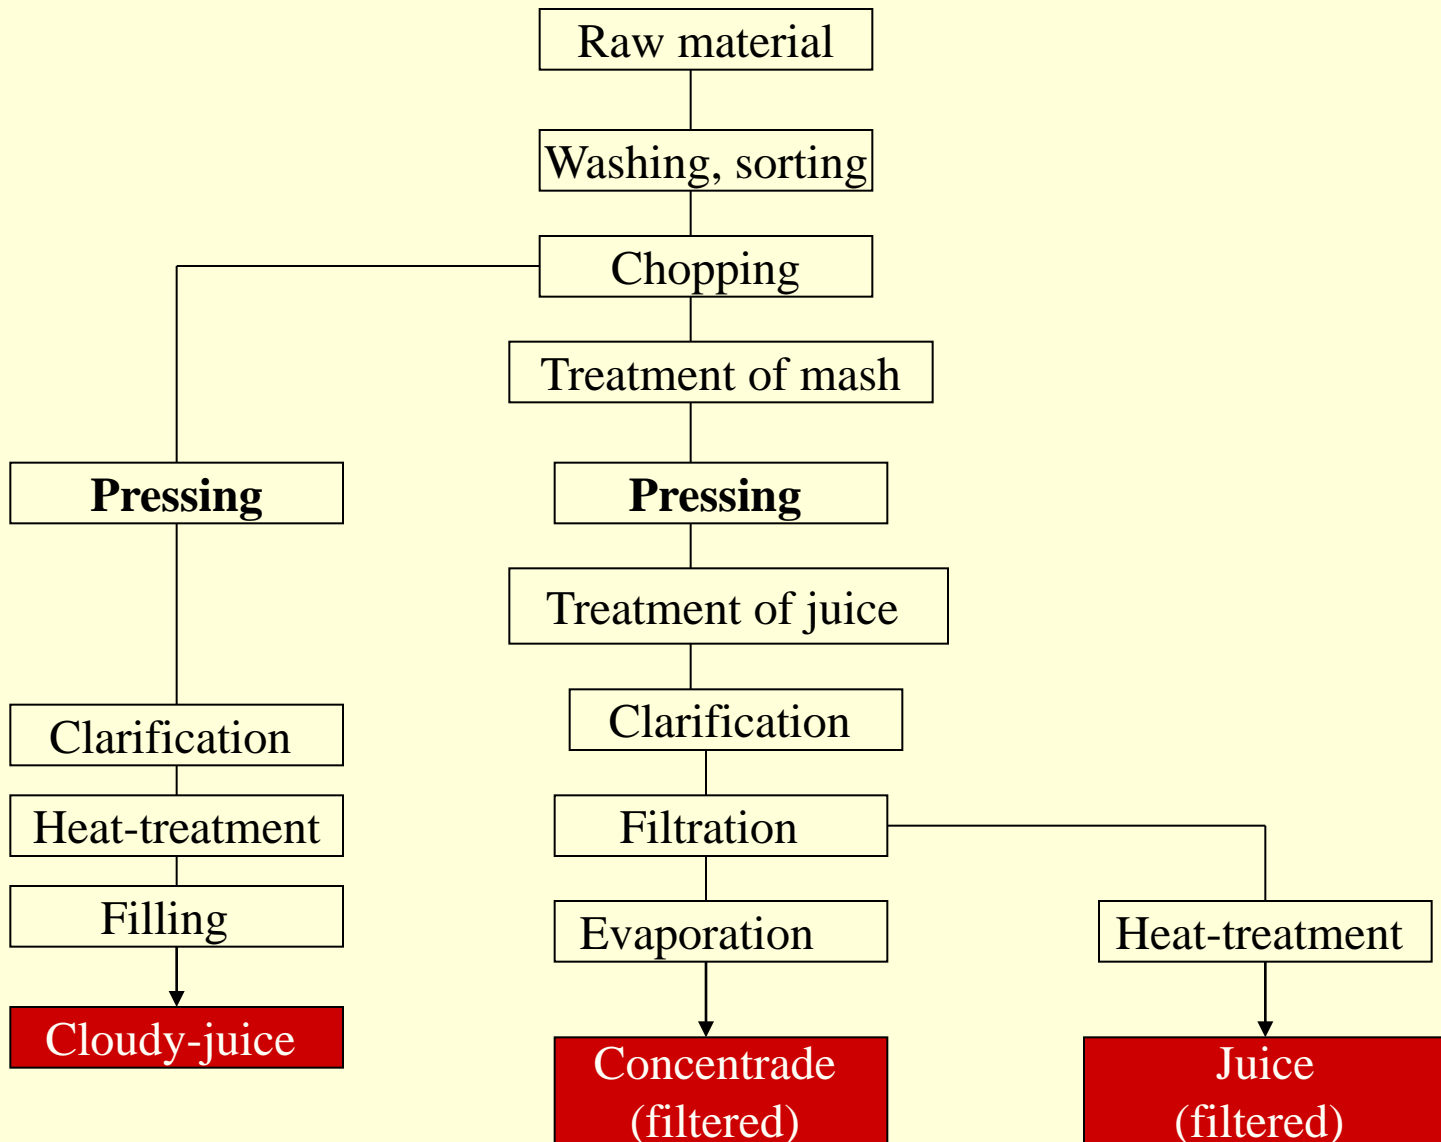 Raw material
Washing, sorting
Chopping
Treatment of mash
Pressing
Pressing
Treatment of juice
Clarification
Clarification
Heat-treatment
Filtration
Filling
Evaporation
Heat-treatment
Cloudy-juice
Concentrade
(filtered)
Juice
(filtered)